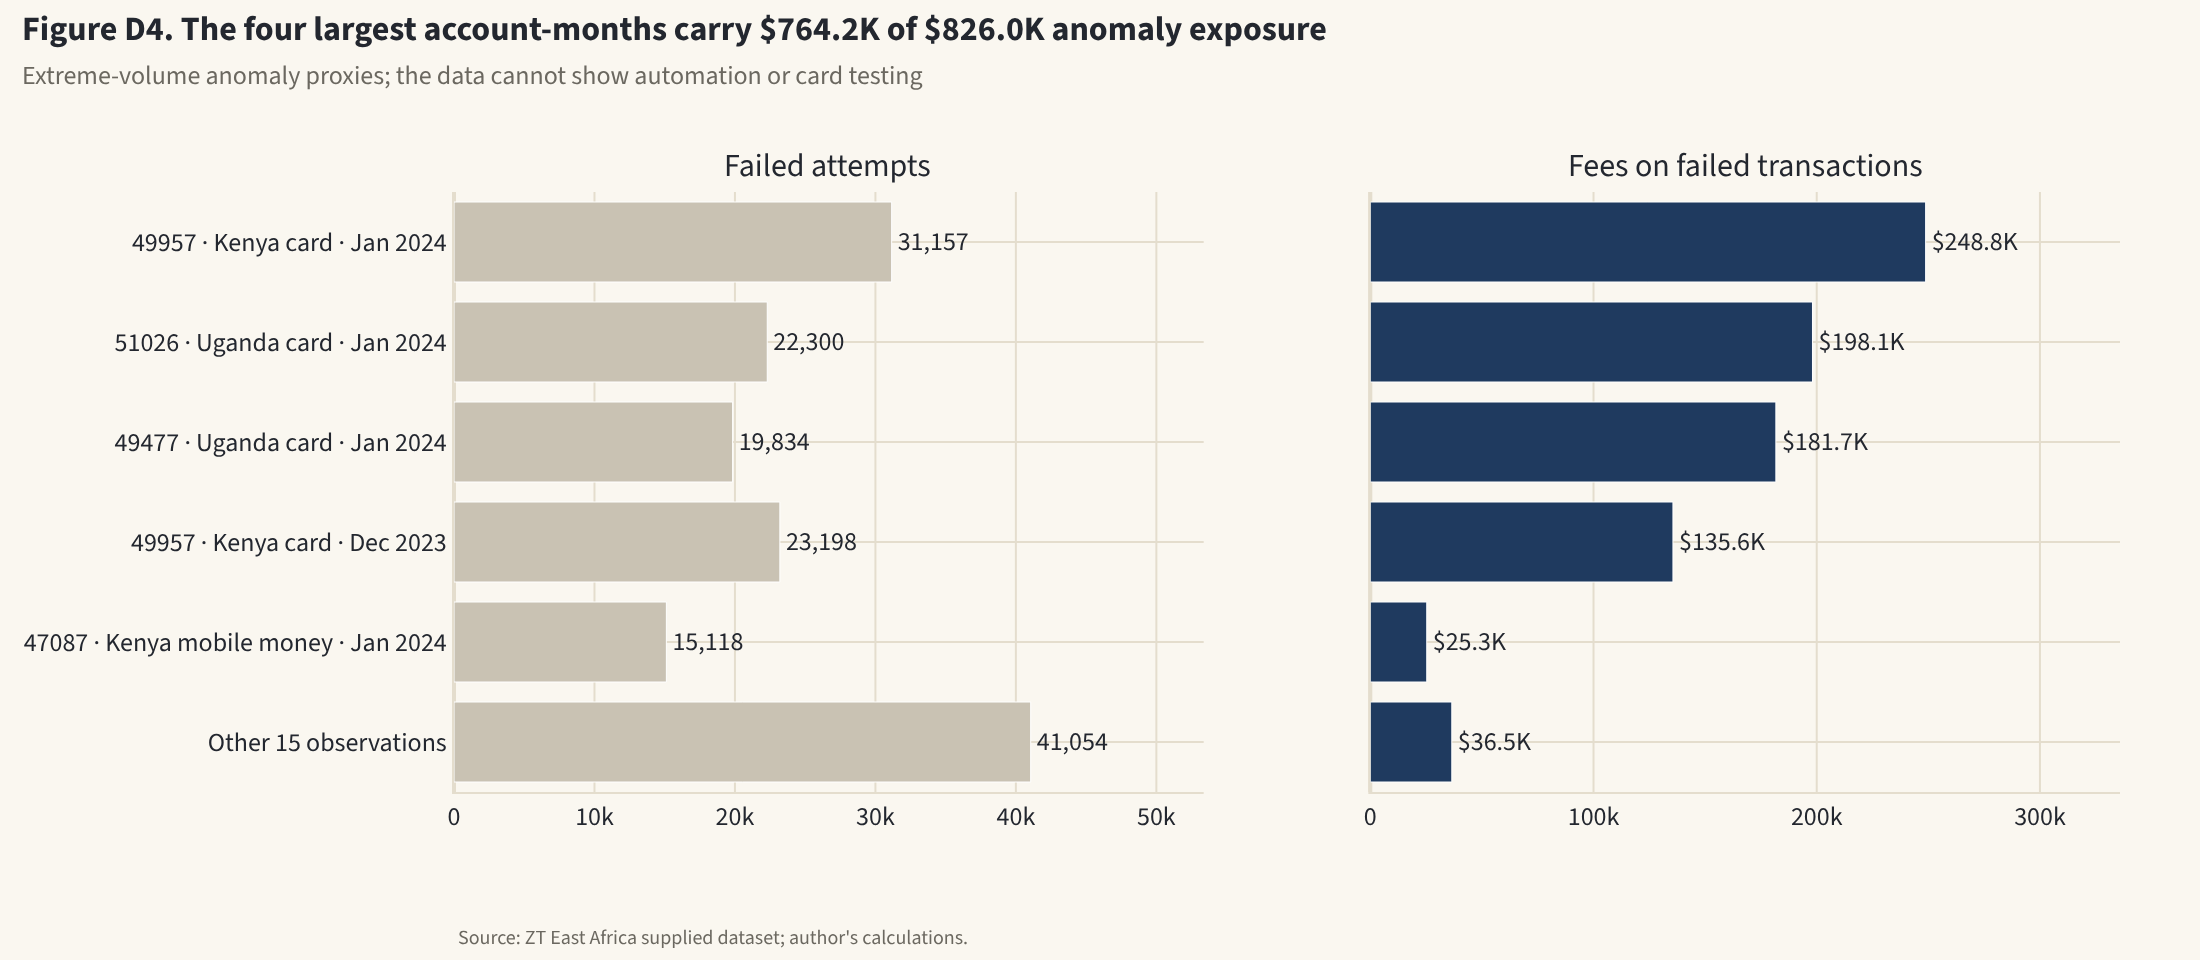 Figure D4. The four largest account-months carry $764.2K of $826.0K anomaly exposure
Extreme-volume anomaly proxies; the data cannot show automation or card testing
Failed attempts
49957 · Kenya card · Jan 2024
31,157
51026 · Uganda card · Jan 2024
22,300
49477 · Uganda card · Jan 2024
19,834
49957 · Kenya card · Dec 2023
23,198
47087 · Kenya mobile money · Jan 2024
15,118
Other 15 observations
41,054
0 10k 20k 30k 40k 50k
Fees on failed transactions
$248.8K
$198.1K
$181.7K
$135.6K
$25.3K
$36.5K
0 100k 200k 300k
Source: ZT East Africa supplied dataset; author's calculations.